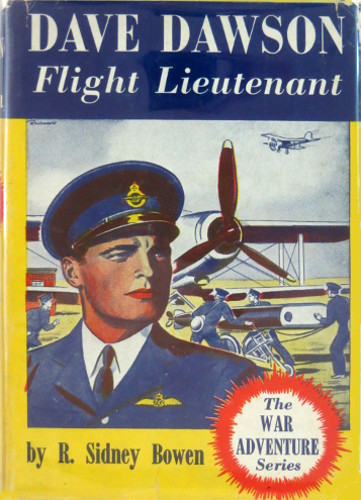 DAVE DAWSON
Flight Lieutenant
by R. Sidney Bowen
The
WAR
ADVENTURE
Series